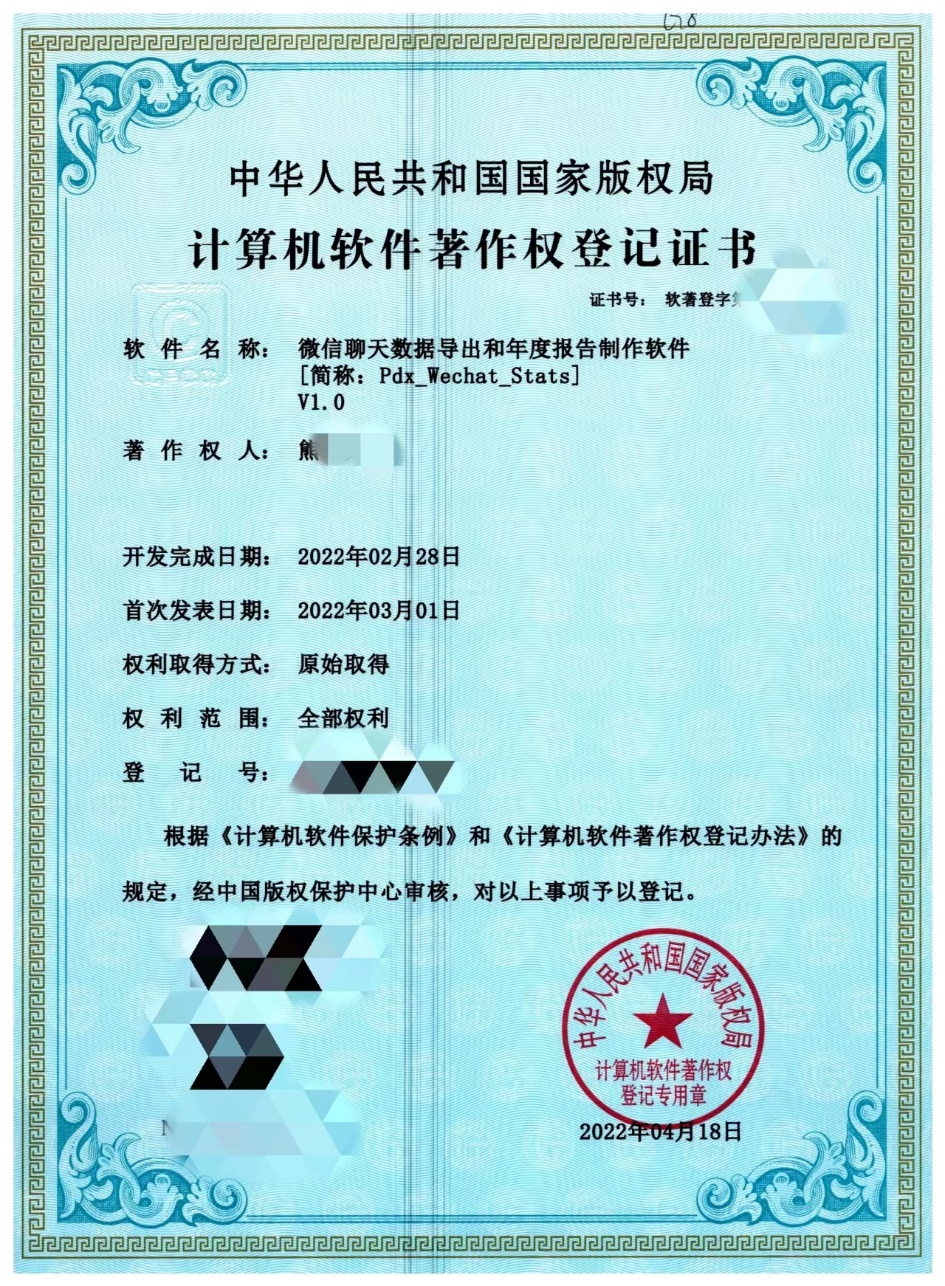 中华人民共和国国家版权局
计算机软件著作权登记证书
证书号: 软著登字
软件名称: 微信聊天数据导出和年度报告制作软件
[简称: Pdx_Wechat_Stats]
V1.0
著作权人: 熊
开发完成日期: 2022年02月28日
首次发表日期: 2022年03月01日
权利取得方式: 原始取得
权利范围: 全部权利
登记号:
根据《计算机软件保护条例》和《计算机软件著作权登记办法》的
规定，经中国版权保护中心审核，对以上事项予以登记。
中华人民共和国国家版权局
计算机软件著作权
登记专用章
2022年04月18日